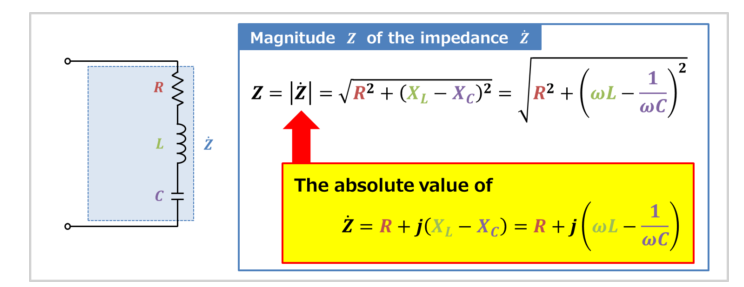 Magnitude Z of the impedance Ż
R
L
C
Ż
Z = |Ż| = √(R² + (X_L − X_C)²) = √(R² + (ωL − 1/ωC)²)
The absolute value of
Ż = R + j(X_L − X_C) = R + j(ωL − 1/ωC)